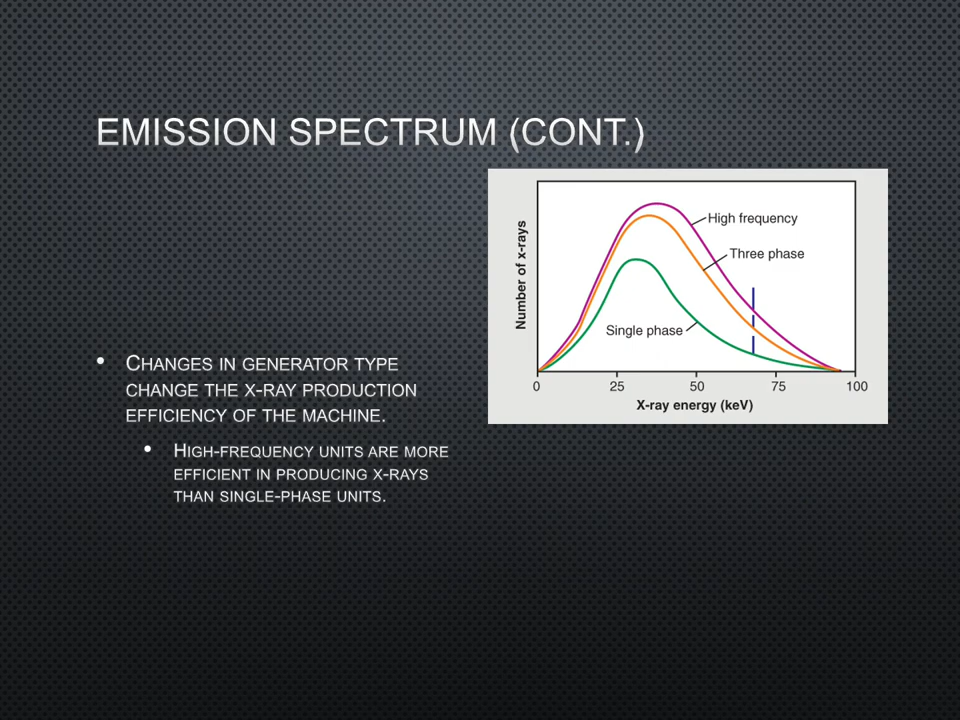 EMISSION SPECTRUM (CONT.)
• CHANGES IN GENERATOR TYPE
CHANGE THE X-RAY PRODUCTION
EFFICIENCY OF THE MACHINE.
• HIGH-FREQUENCY UNITS ARE MORE
EFFICIENT IN PRODUCING X-RAYS
THAN SINGLE-PHASE UNITS.
Number of x-rays
High frequency
Three phase
Single phase
0 25 50 75 100
X-ray energy (keV)